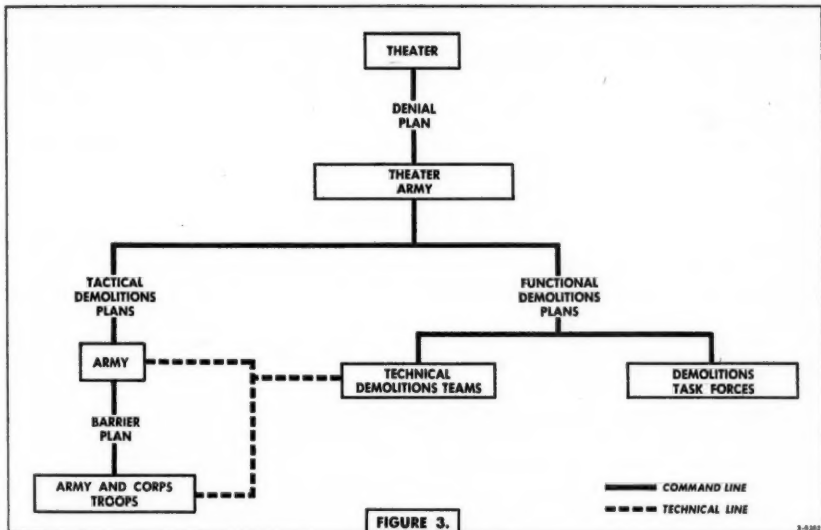 THEATER
DENIAL
PLAN
THEATER
ARMY
TACTICAL
DEMOLITIONS
PLANS
FUNCTIONAL
DEMOLITIONS
PLANS
ARMY
TECHNICAL
DEMOLITIONS TEAMS
DEMOLITIONS
TASK FORCES
BARRIER
PLAN
ARMY AND CORPS
TROOPS
COMMAND LINE
TECHNICAL LINE
FIGURE 3.